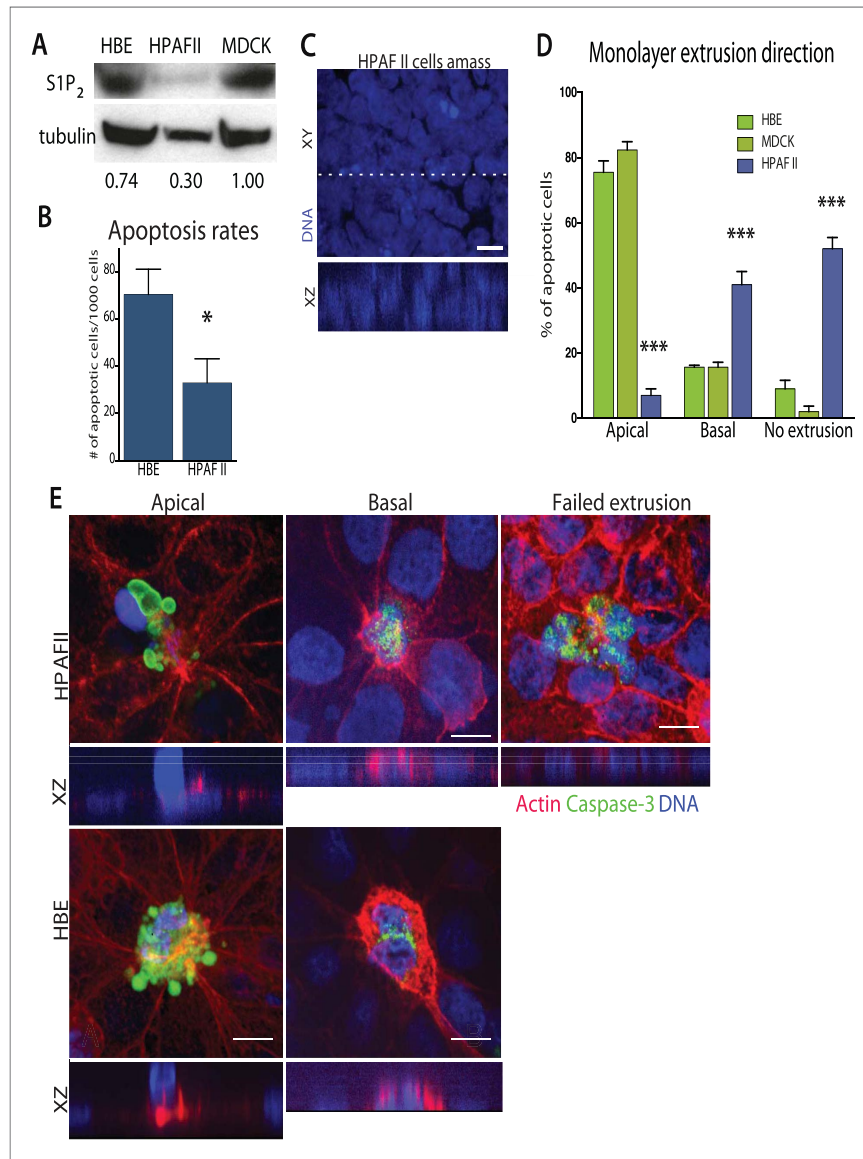 A
HBE HPAFII MDCK
S1P2
tubulin
0.74 0.30 1.00
B
Apoptosis rates
# of apoptotic cells/1000 cells
80
60
40
20
0
HBE HPAF II
C
HPAF II cells amass
XY
DNA
XZ
D
Monolayer extrusion direction
% of apoptotic cells
100
80
60
40
20
0
HBE
MDCK
HPAF II
*
***
***
***
Apical Basal No extrusion
E
Apical Basal Failed extrusion
HPAFII
XZ
Actin Caspase-3 DNA
HBE
A
B
XZ